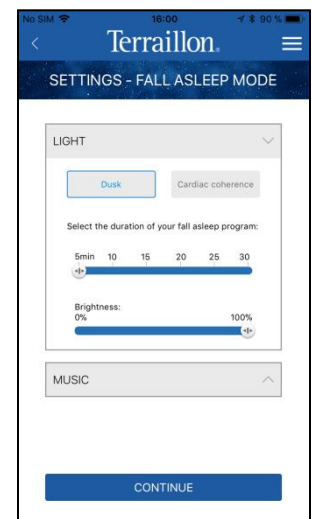 No SIM 16:00 90 %
Terraillon.
SETTINGS - FALL ASLEEP MODE
LIGHT
Dusk Cardiac coherence
Select the duration of your fall asleep program:
5min 10 15 20 25 30
Brightness:
0% 100%
MUSIC
CONTINUE